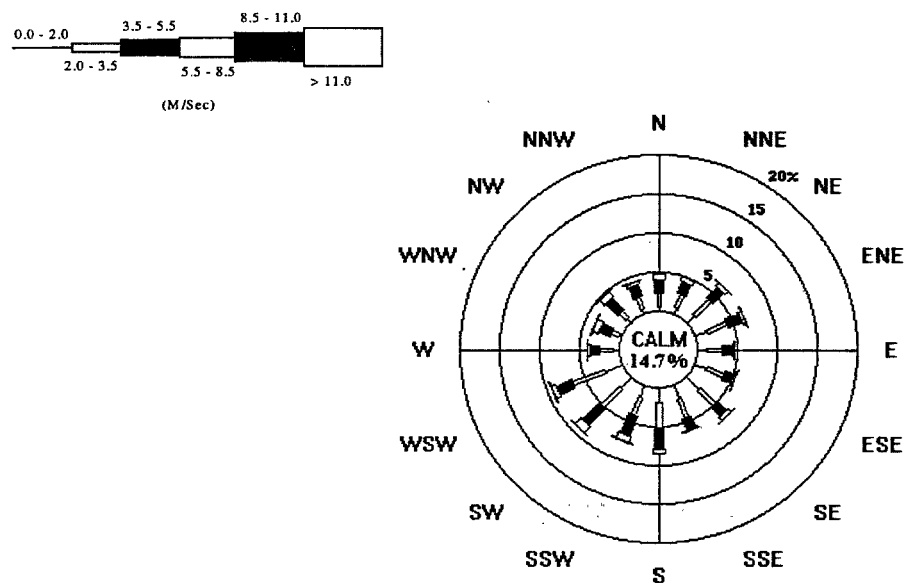 0.0 - 2.0
3.5 - 5.5
8.5 - 11.0
2.0 - 3.5
5.5 - 8.5
> 11.0
(M/Sec)
N
NNW
NNE
NW
20%
NE
15
WNW
10
ENE
5
W
CALM
14.7%
E
WSW
ESE
SW
SE
SSW
SSE
S